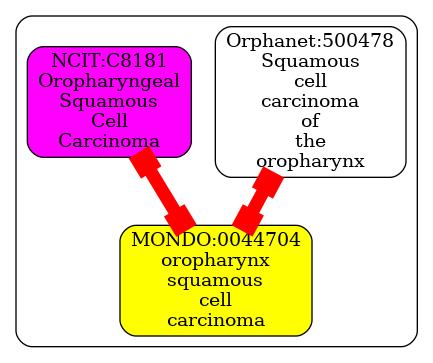 NCIT:C8181
Oropharyngeal
Squamous
Cell
Carcinoma
Orphanet:500478
Squamous
cell
carcinoma
of
the
oropharynx
MONDO:0044704
oropharynx
squamous
cell
carcinoma